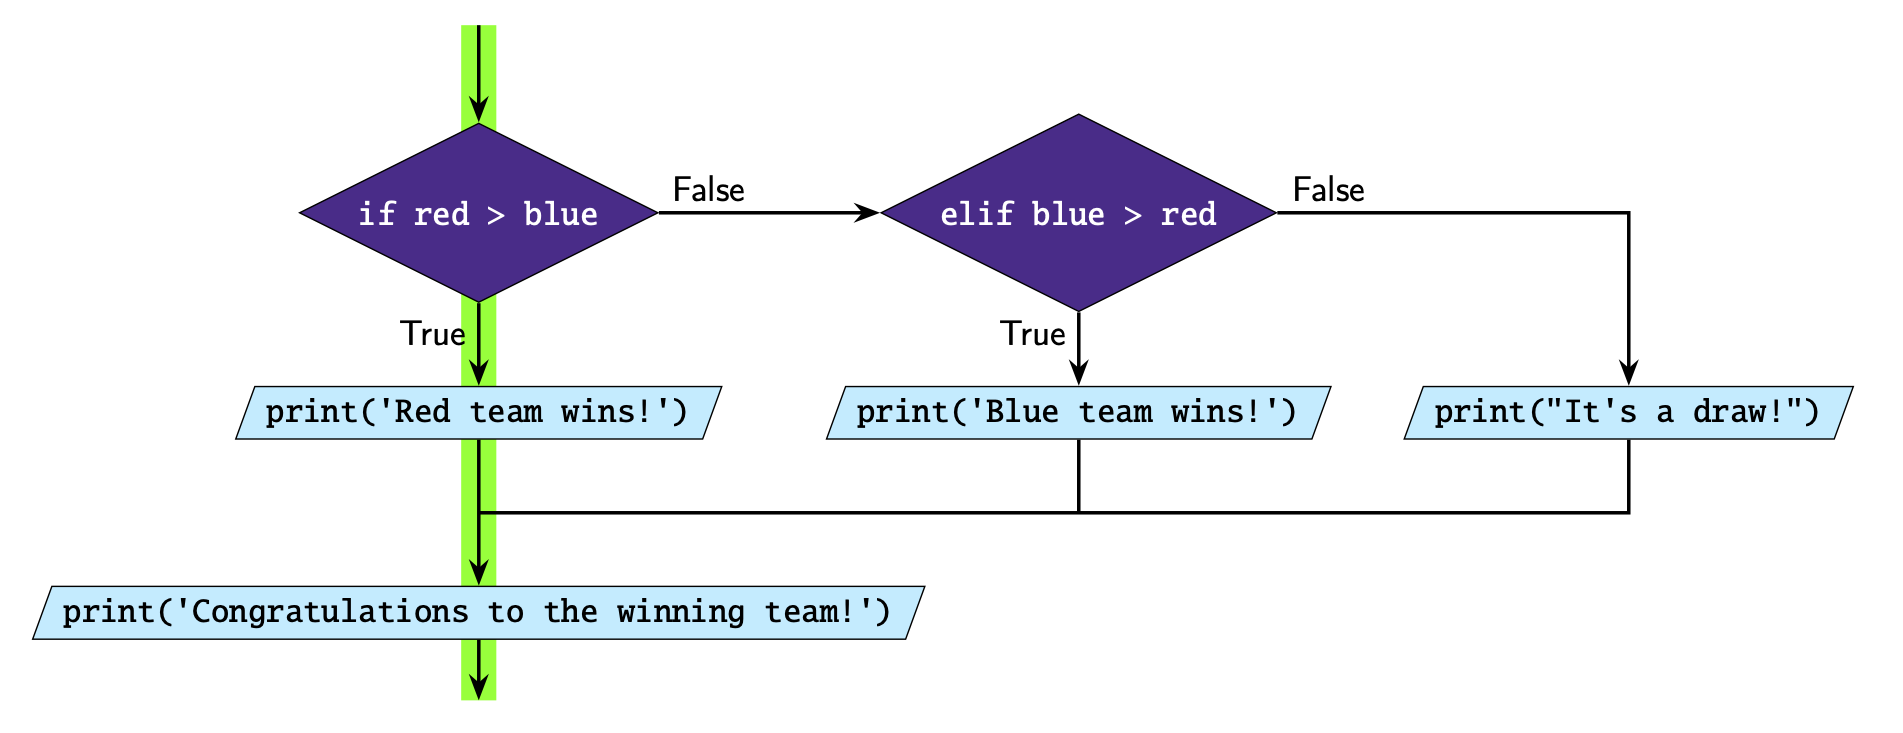 if red > blue
False
elif blue > red
False
True
True
print('Red team wins!')
print('Blue team wins!')
print("It's a draw!")
print('Congratulations to the winning team!')